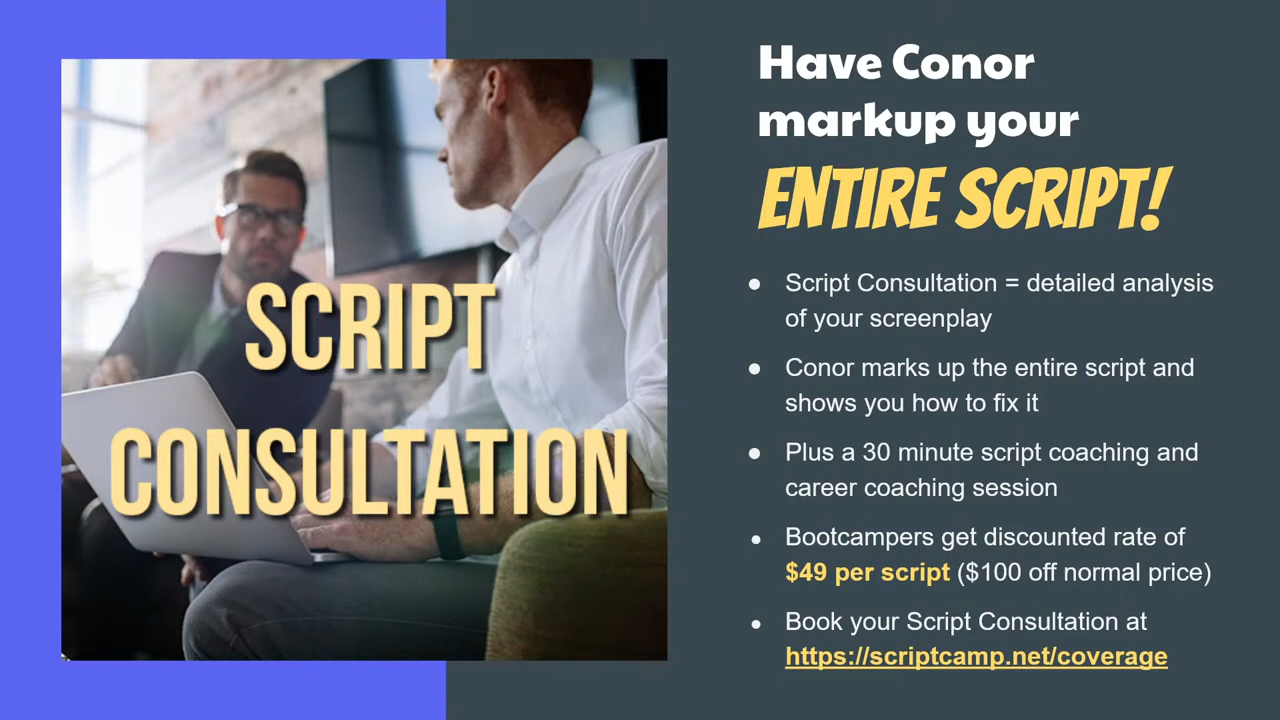 SCRIPT
CONSULTATION
Have Conor
markup your
ENTIRE SCRIPT!
● Script Consultation = detailed analysis
of your screenplay
● Conor marks up the entire script and
shows you how to fix it
● Plus a 30 minute script coaching and
career coaching session
● Bootcampers get discounted rate of
$49 per script ($100 off normal price)
● Book your Script Consultation at
https://scriptcamp.net/coverage